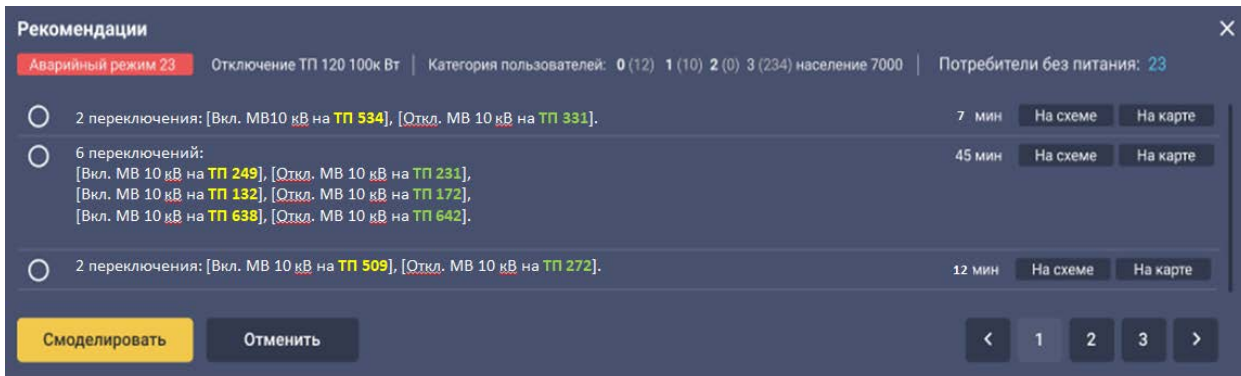 Рекомендации
Аварийный режим 23 Отключение ТП 120 100к Вт | Категория пользователей: 0 (12) 1 (10) 2 (0) 3 (234) население 7000 | Потребители без питания: 23
2 переключения: [Вкл. МВ10 кВ на ТП 534], [Откл. МВ 10 кВ на ТП 331]. 7 мин На схеме На карте
6 переключений: 45 мин На схеме На карте
[Вкл. МВ 10 кВ на ТП 249], [Откл. МВ 10 кВ на ТП 231],
[Вкл. МВ 10 кВ на ТП 132], [Откл. МВ 10 кВ на ТП 172],
[Вкл. МВ 10 кВ на ТП 638], [Откл. МВ 10 кВ на ТП 642].
2 переключения: [Вкл. МВ 10 кВ на ТП 509], [Откл. МВ 10 кВ на ТП 272]. 12 мин На схеме На карте
Смоделировать Отменить < 1 2 3 >